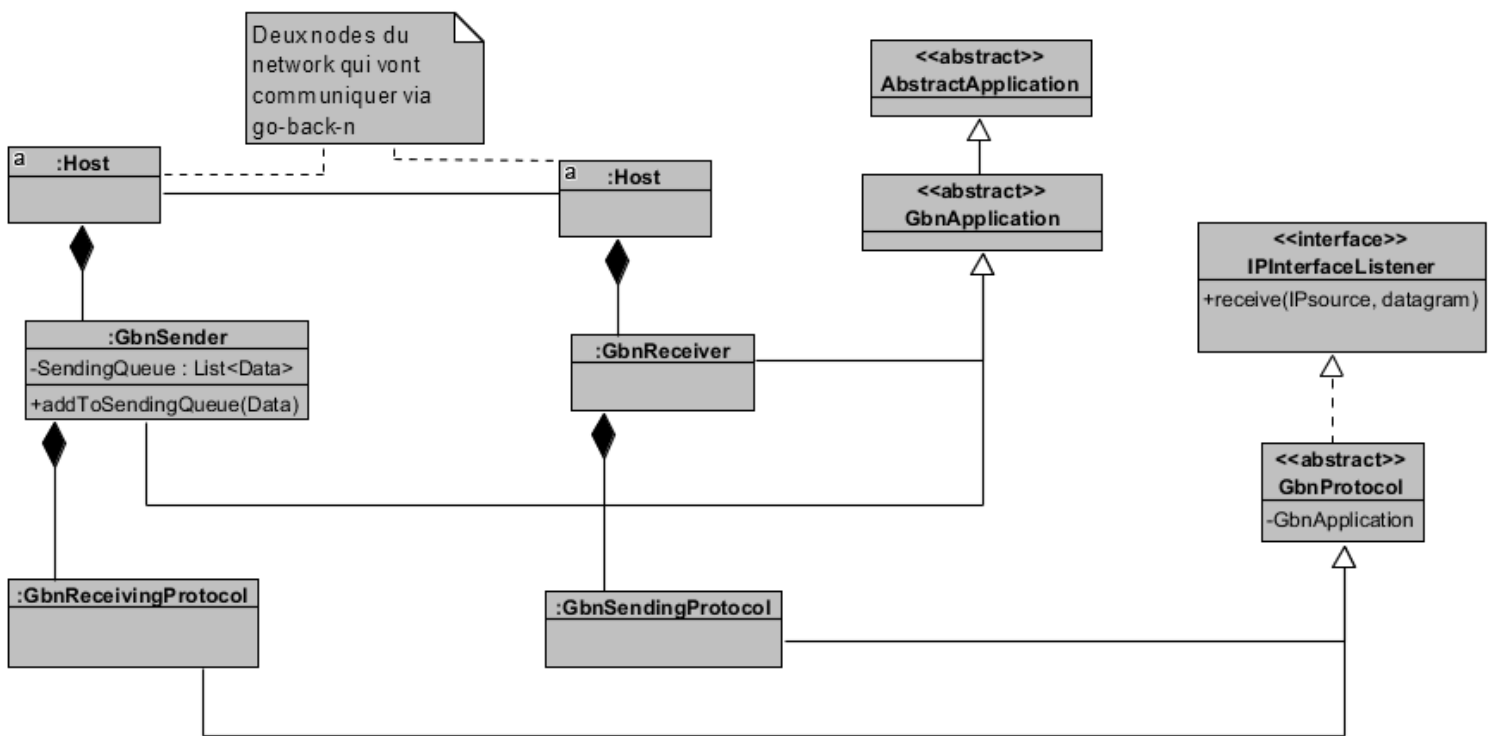 Deux nodes du
network qui vont
communiquer via
go-back-n
<<abstract>>
AbstractApplication
a :Host
a :Host
<<abstract>>
GbnApplication
<<interface>>
IPInterfaceListener
+receive(IPsource, datagram)
:GbnSender
-SendingQueue : List<Data>
+addToSendingQueue(Data)
:GbnReceiver
<<abstract>>
GbnProtocol
-GbnApplication
:GbnReceivingProtocol
:GbnSendingProtocol